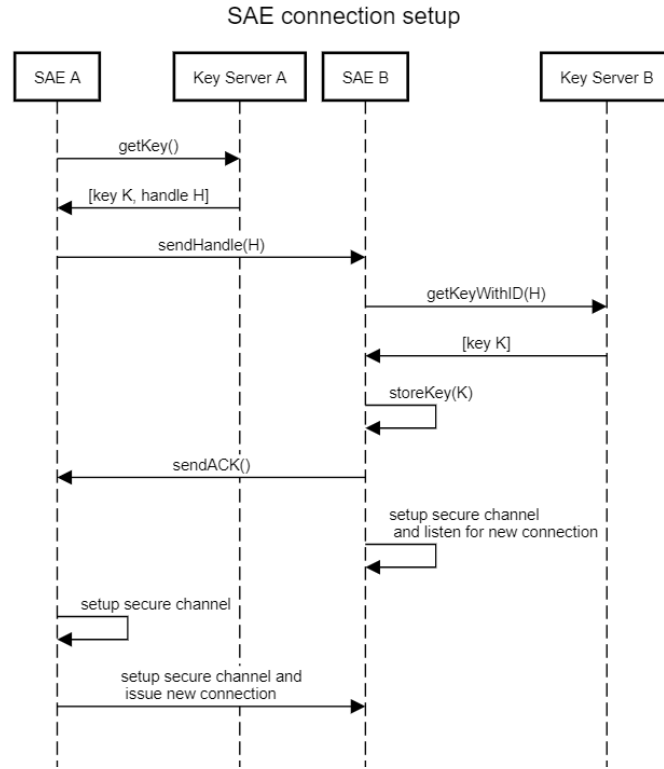 SAE connection setup
SAE A
Key Server A
SAE B
Key Server B
getKey()
[key K, handle H]
sendHandle(H)
getKeyWithID(H)
[key K]
storeKey(K)
sendACK()
setup secure channel
and listen for new connection
setup secure channel
setup secure channel and
issue new connection